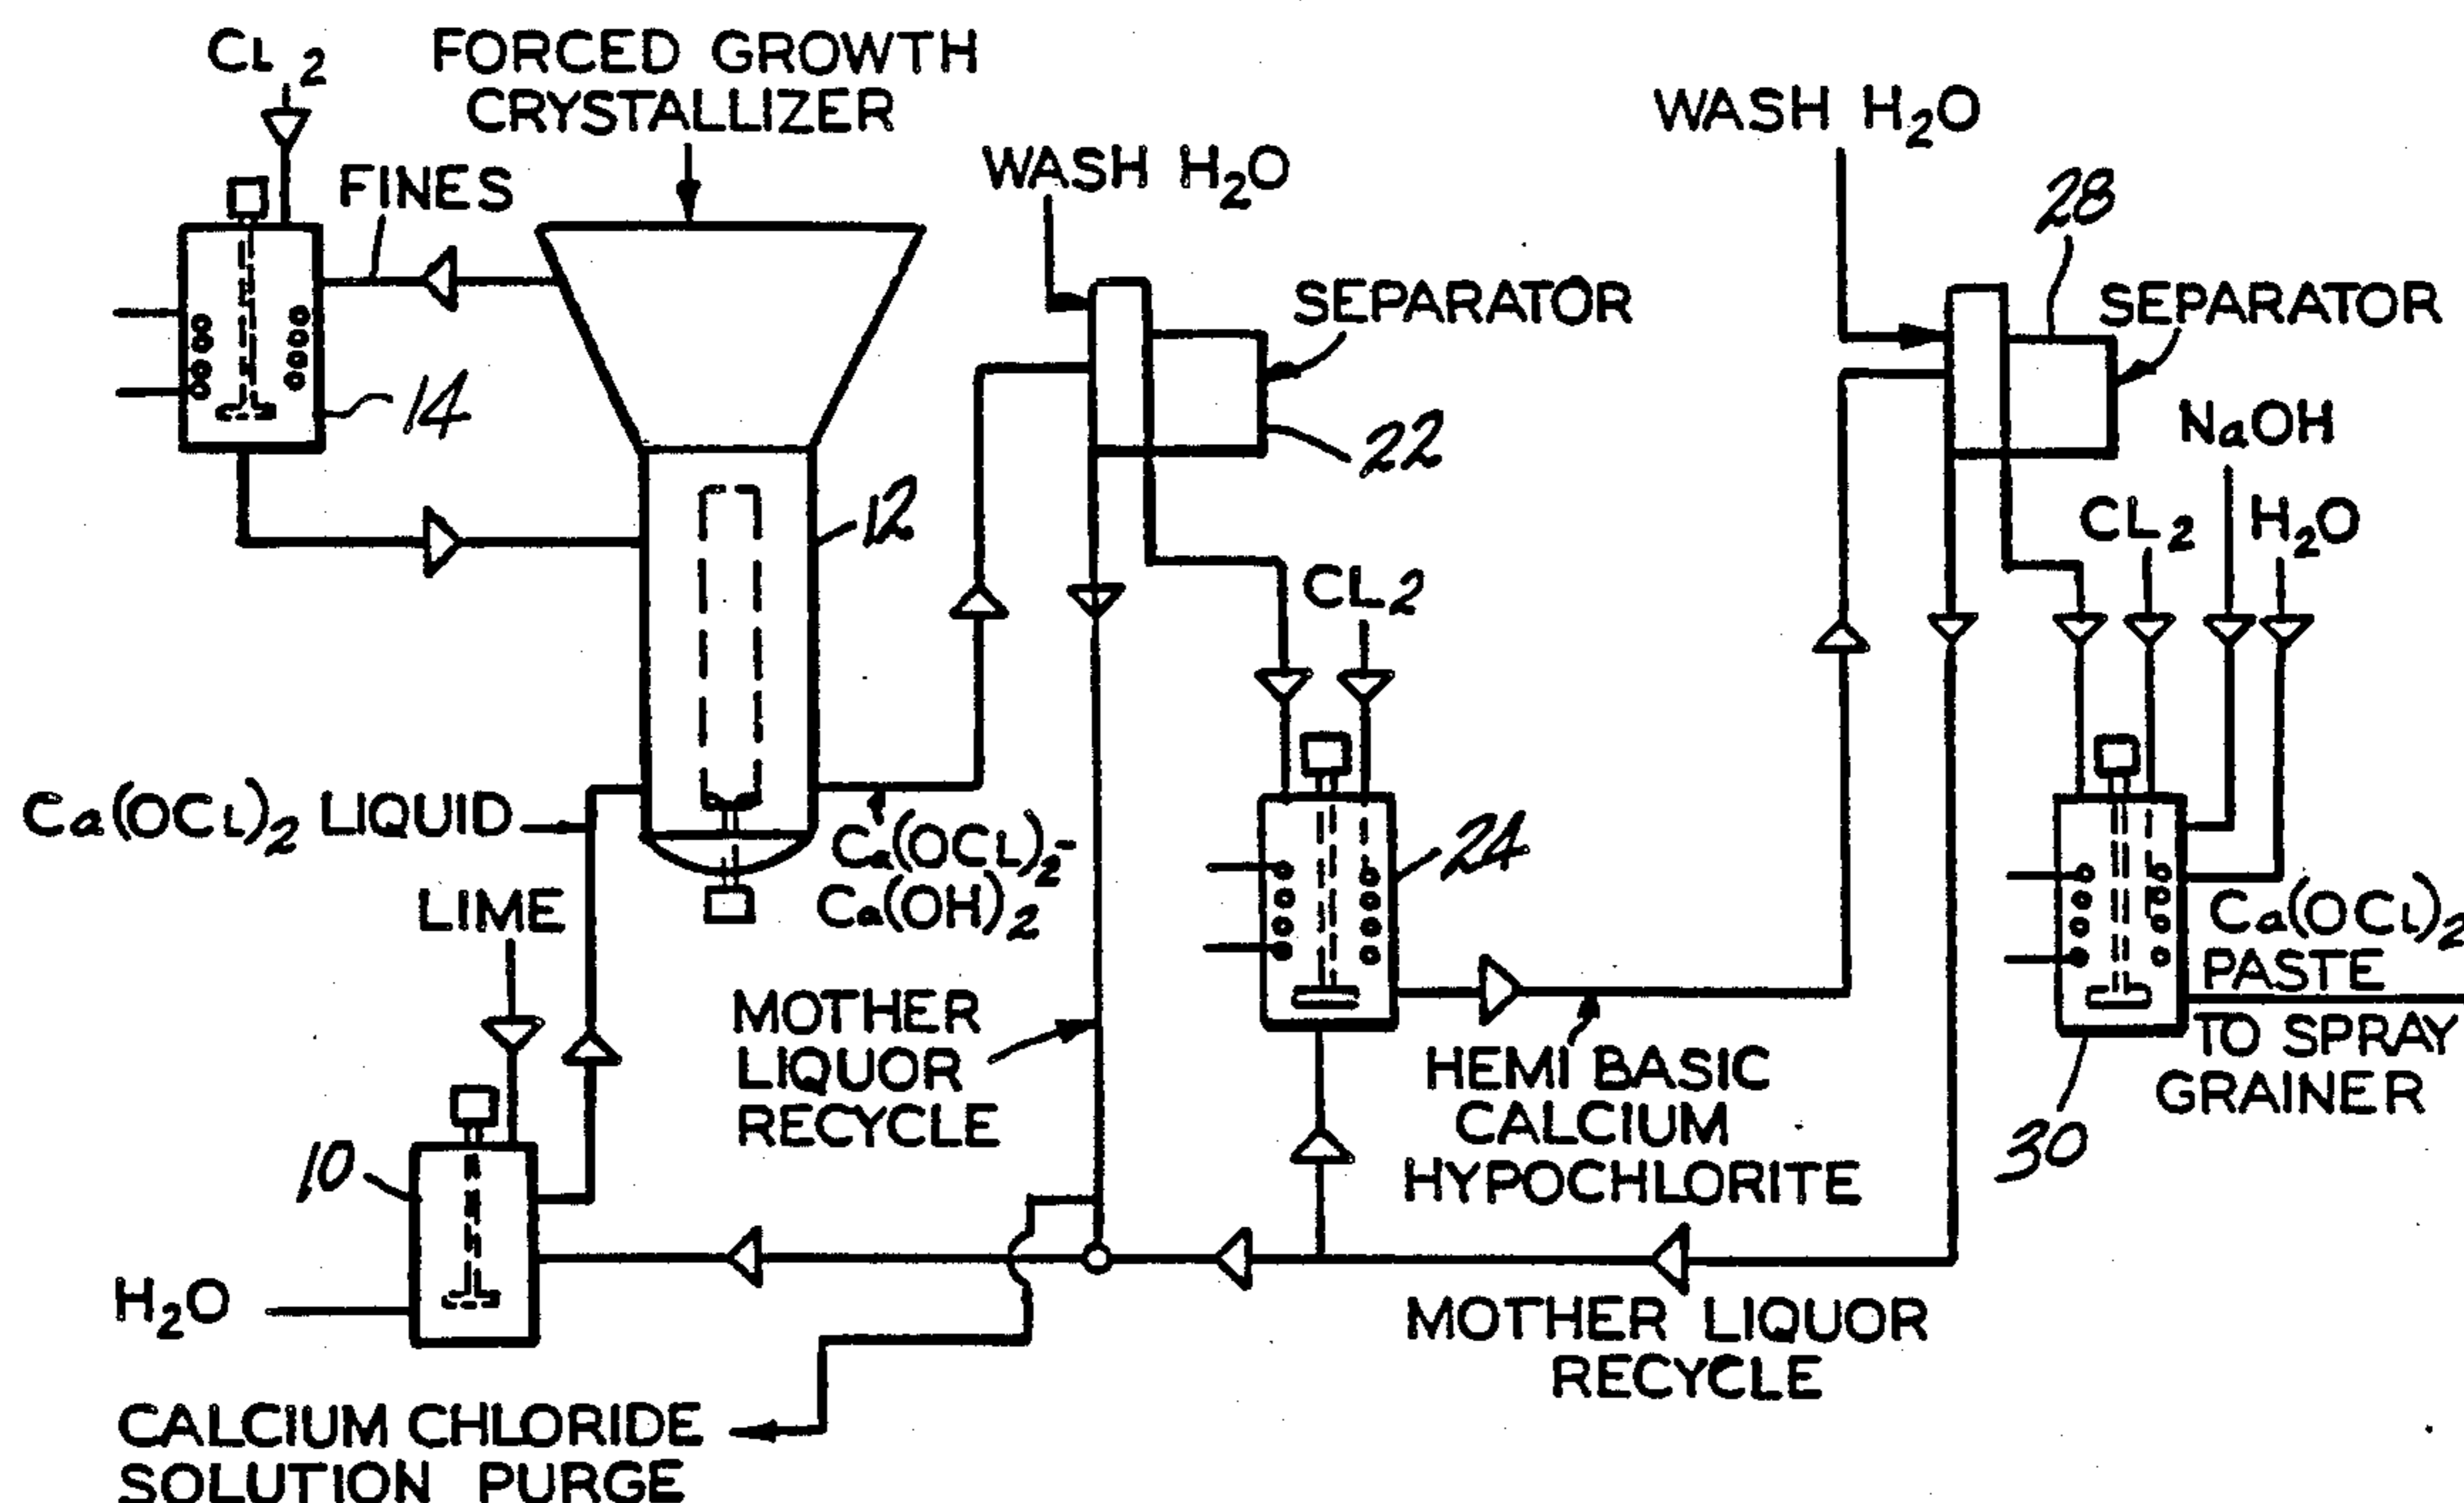 CL 2
FORCED GROWTH
CRYSTALLIZER
FINES
WASH H2O
WASH H2O
28
SEPARATOR
SEPARATOR
14
22
NaOH
12
CL2
H2O
CL2
Ca(OCL)2 LIQUID
Ca(OCL)2-
Ca(OH)2
24
LIME
Ca(OCL)2
PASTE
MOTHER
LIQUOR
RECYCLE
TO SPRAY
GRAINER
HEMI BASIC
CALCIUM
HYPOCHLORITE
10
30
H2O
MOTHER LIQUOR
RECYCLE
CALCIUM CHLORIDE
SOLUTION PURGE